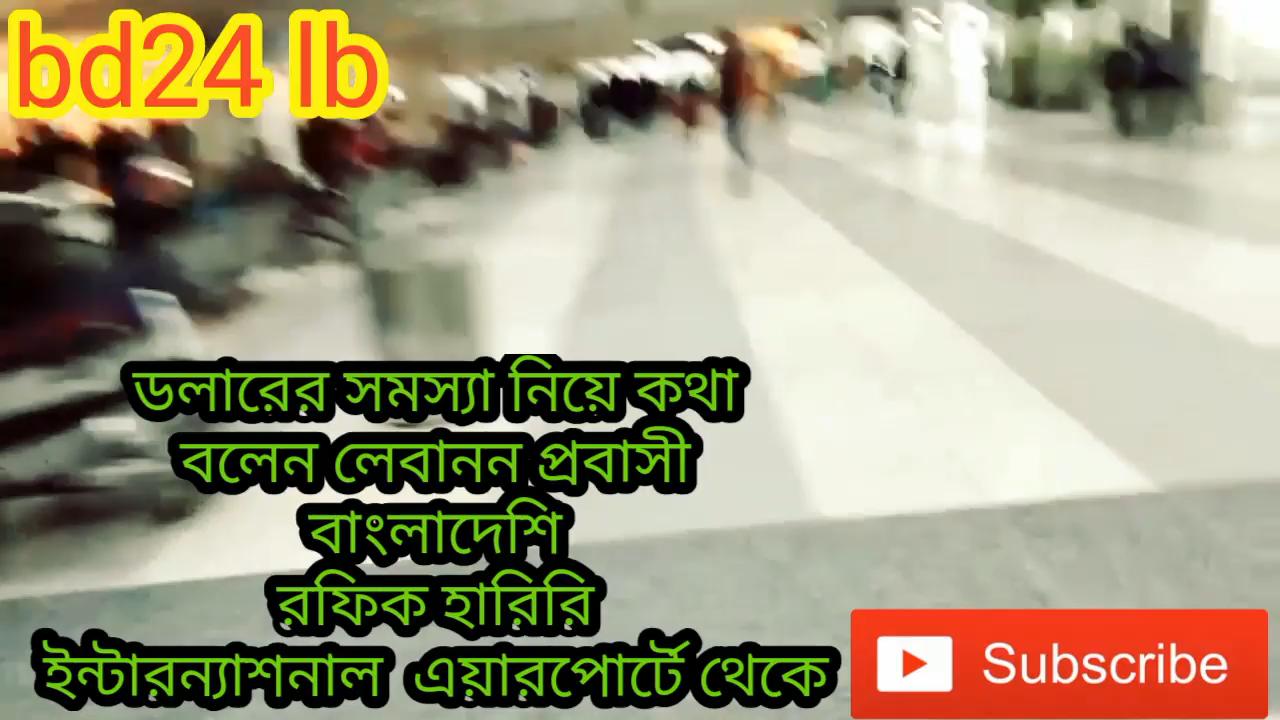 bd24 lb
ডলারের সমস্যা নিয়ে কথা
বলেন লেবানন প্রবাসী
বাংলাদেশি
রফিক হারিরি
ইন্টারন্যাশনাল এয়ারপোর্টে থেকে
Subscribe